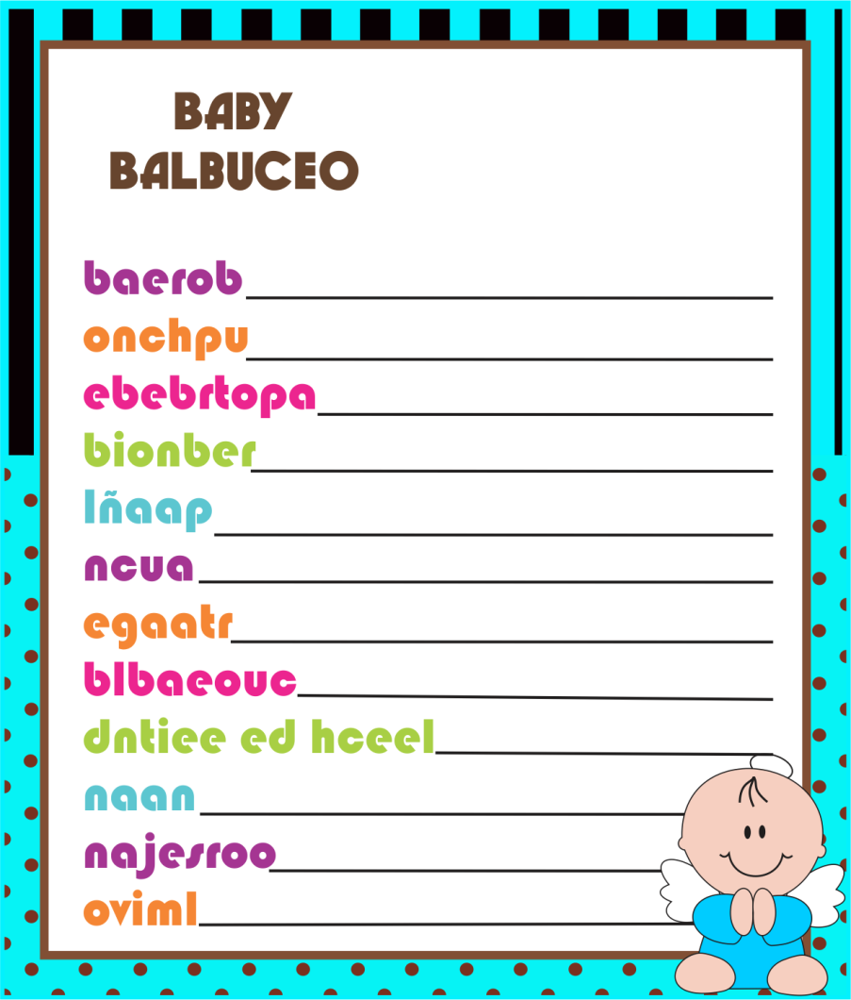 BABY
BALBUCEO
baerob
onchpu
ebebrtopa
bionber
lñaap
ncua
egaatr
blbaeouc
dntiee ed hceel
naan
najesroo
oviml